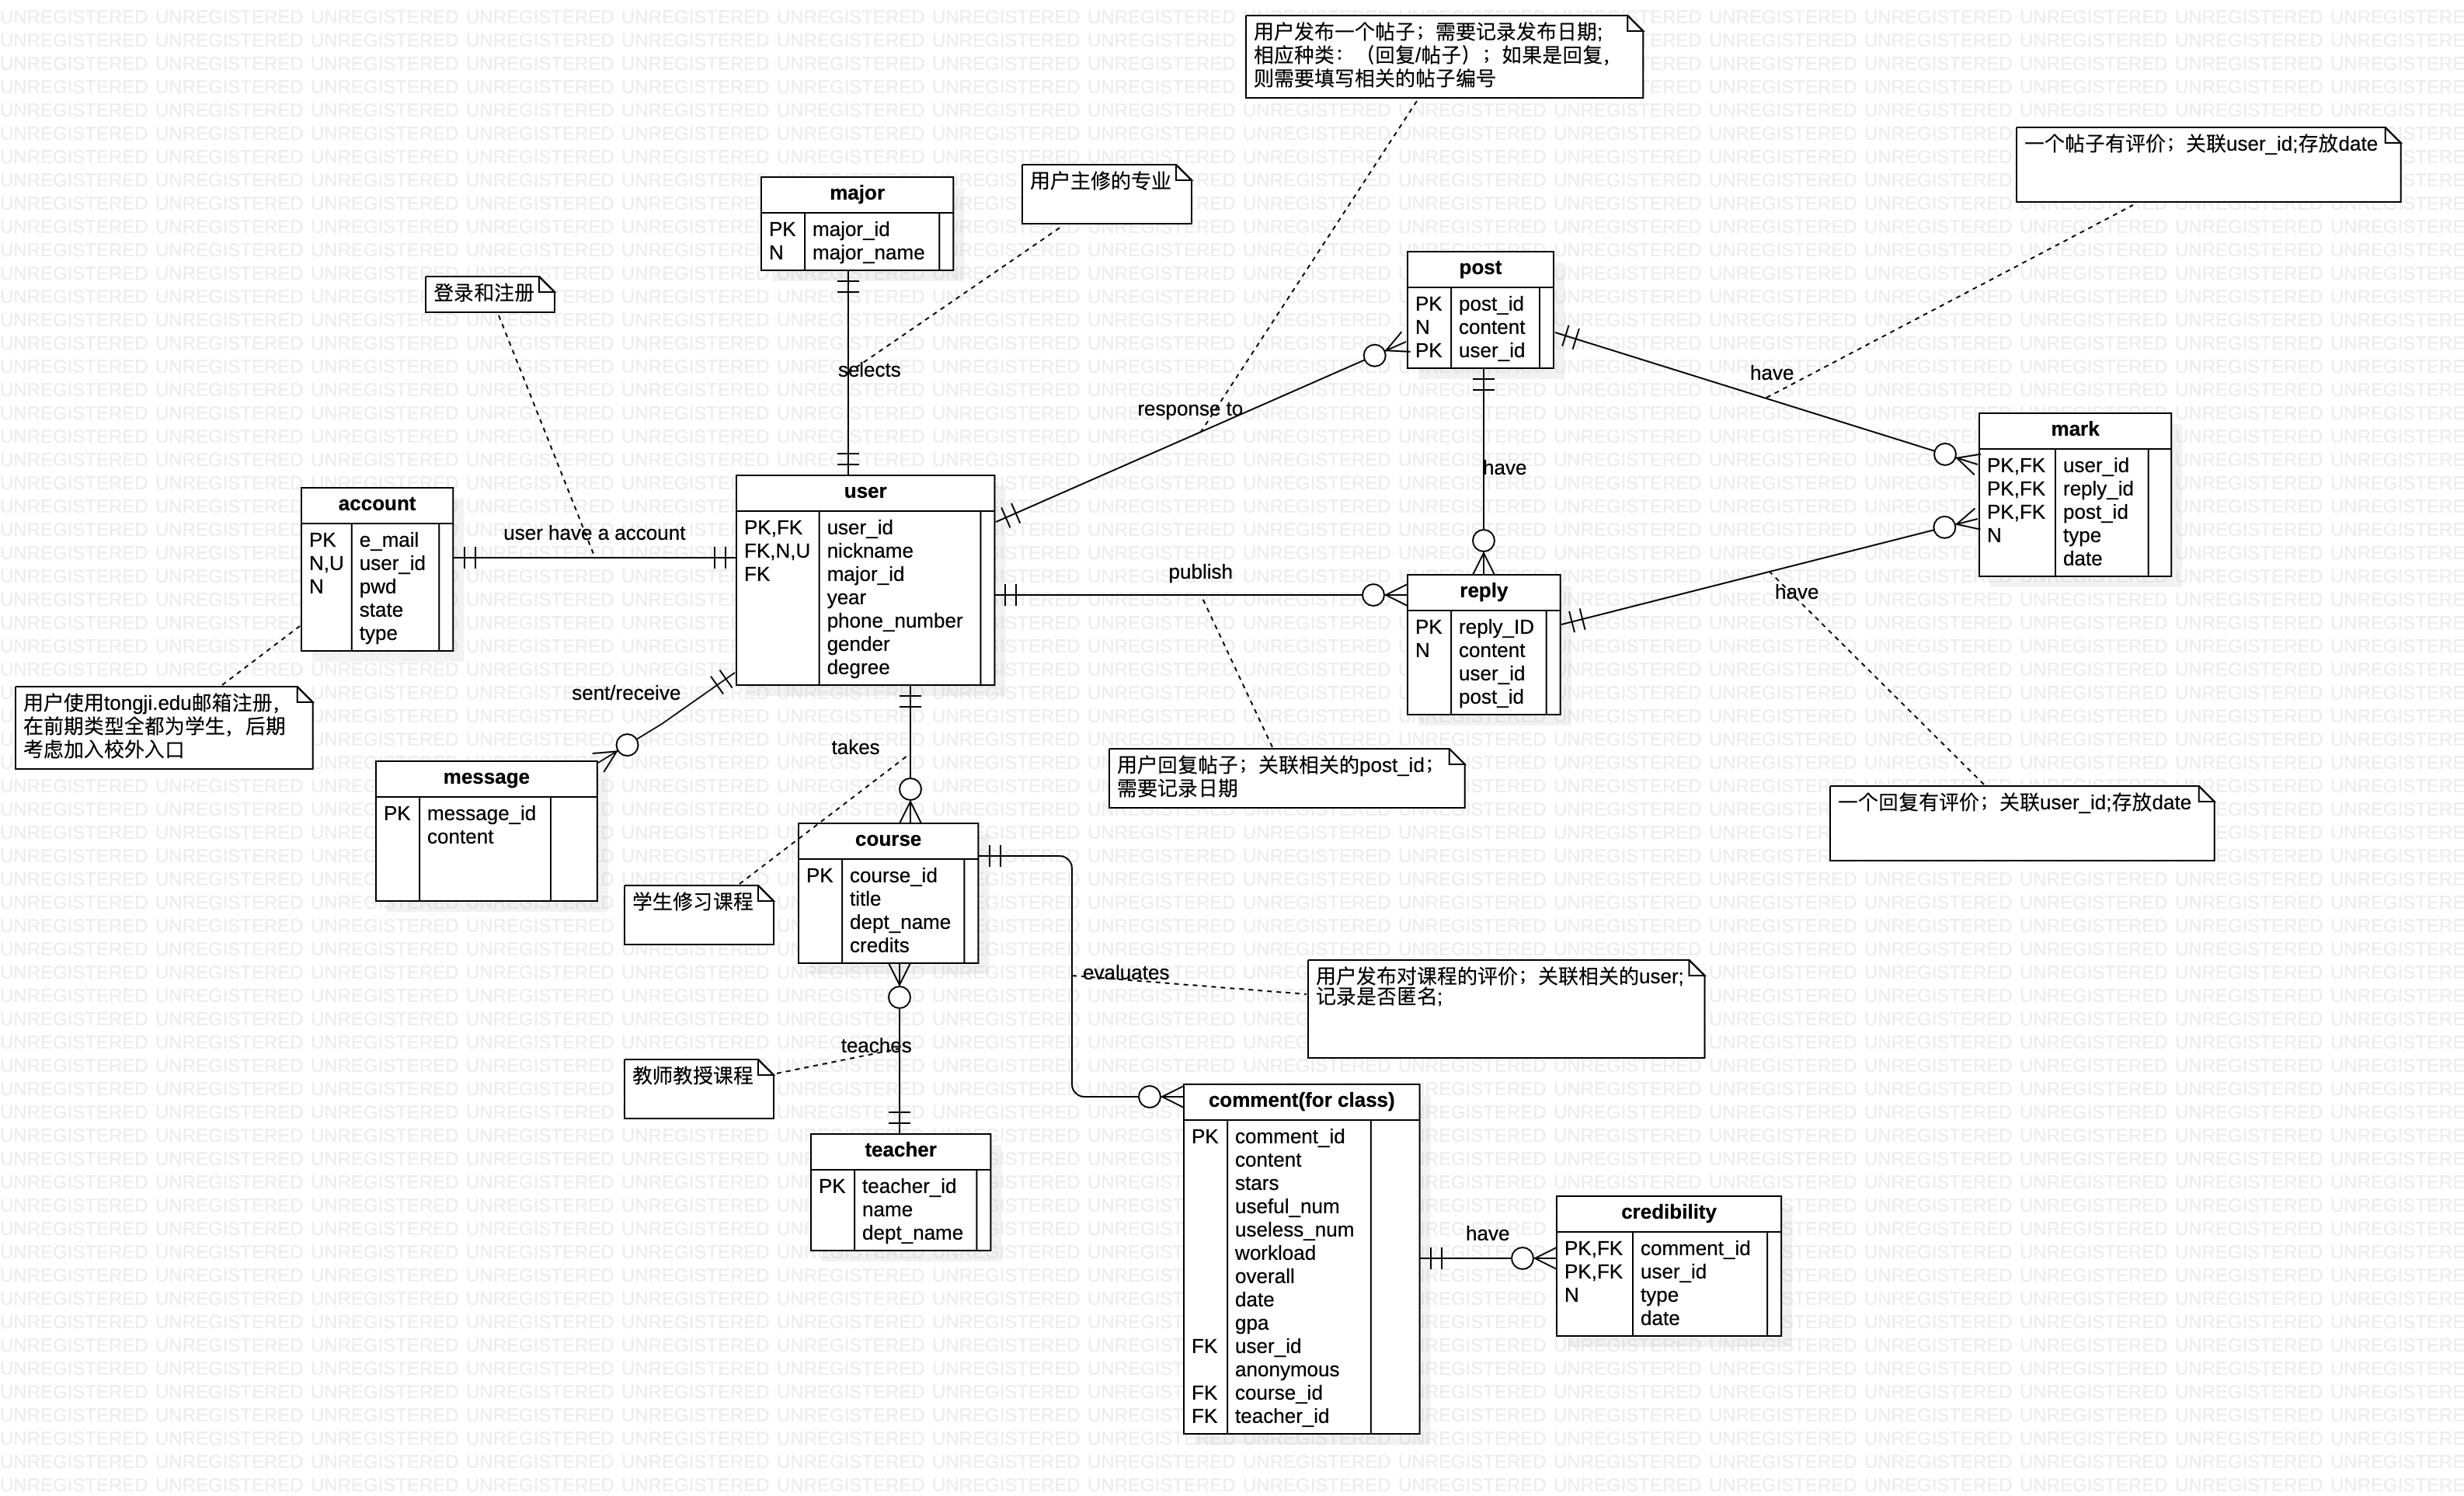 用户发布一个帖子；需要记录发布日期;
相应种类：（回复/帖子）；如果是回复，
则需要填写相关的帖子编号
一个帖子有评价；关联user_id;存放date
用户主修的专业
major
PK major_id
N major_name
登录和注册
post
PK post_id
N content
PK user_id
selects
response to
have
have
mark
PK,FK user_id
PK,FK reply_id
PK,FK post_id
N type
date
account
PK e_mail
N,U user_id
N pwd
state
type
user have a account
user
PK,FK user_id
FK,N,U nickname
FK major_id
year
phone_number
gender
degree
publish
reply
PK reply_ID
N content
user_id
post_id
have
用户使用tongji.edu邮箱注册，
在前期类型全都为学生，后期
考虑加入校外入口
sent/receive
takes
用户回复帖子；关联相关的post_id；
需要记录日期
一个回复有评价；关联user_id;存放date
message
PK message_id
content
course
PK course_id
title
dept_name
credits
学生修习课程
evaluates
用户发布对课程的评价；关联相关的user;
记录是否匿名;
teaches
教师教授课程
teacher
PK teacher_id
name
dept_name
comment(for class)
PK comment_id
content
stars
useful_num
useless_num
workload
overall
date
gpa
FK user_id
anonymous
FK course_id
FK teacher_id
have
credibility
PK,FK comment_id
PK,FK user_id
N type
date
UNREGISTERED